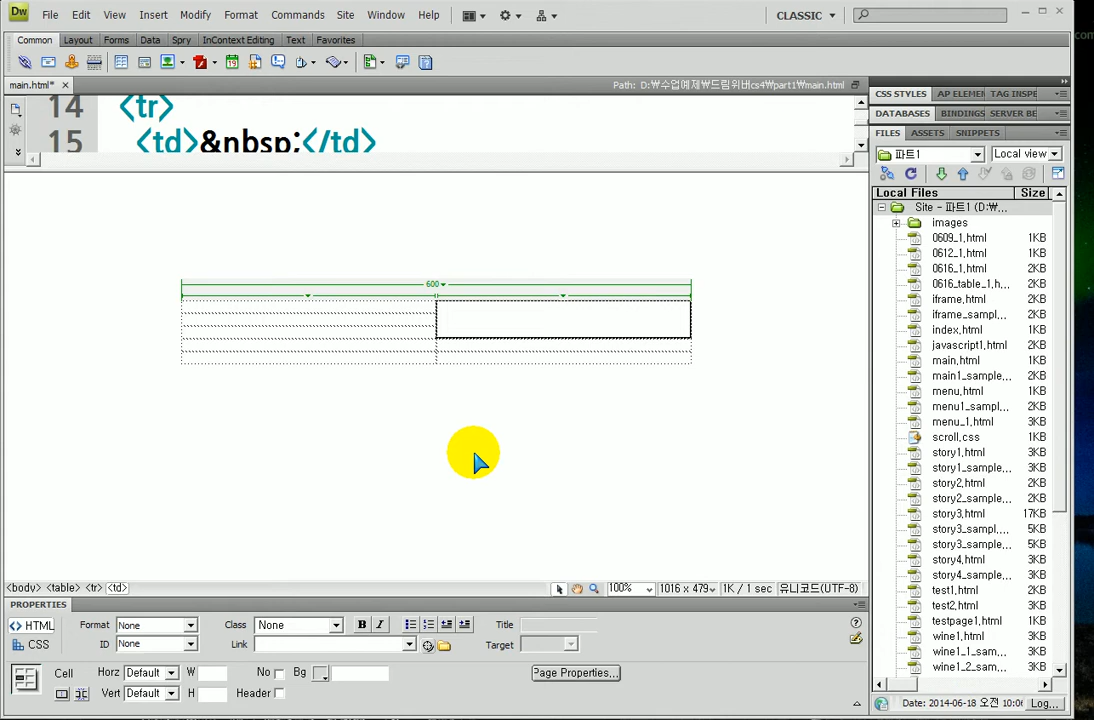 Dw File Edit View Insert Modify Format Commands Site Window Help CLASSIC
Common Layout Forms Data Spry InContext Editing Text Favorites
main.html* Path: D:₩수업예제₩드림위버cs4₩part1₩main.html
14 <tr>
15 <td>&nbsp;</td>
600
<body> <table> <tr> <td> 100% 1016 x 479 1K / 1 sec 유니코드(UTF-8)
PROPERTIES
<> HTML Format None Class None B I Title
CSS ID None Link Target
Cell Horz Default W No Bg Page Properties...
Vert Default H Header
CSS STYLES AP ELEMEN TAG INSPE
DATABASES BINDINGS SERVER BE
FILES ASSETS SNIPPETS
파트1 Local view
Local Files Size
Site - 파트1 (D:₩...
images
0609_1.html 1KB
0612_1.html 1KB
0616_1.html 2KB
0616_table_1.h... 2KB
iframe.html 1KB
iframe_sampl... 2KB
index.html 1KB
javascript1.html 2KB
main.html 1KB
main1_sample... 2KB
menu.html 1KB
menu1_sampl... 2KB
menu_1.html 3KB
scroll.css 1KB
story1.html 3KB
story1_sample... 3KB
story2.html 2KB
story2_sample... 2KB
story3.html 17KB
story3_sampl... 5KB
story3_sample... 5KB
story4.html 3KB
story4_sample... 3KB
test1.html 2KB
test2.html 2KB
testpage1.html 1KB
wine1.html 3KB
wine1_1_sam... 2KB
wine1_2_sam... 3KB
Date: 2014-06-18 오전 10:06 Log...